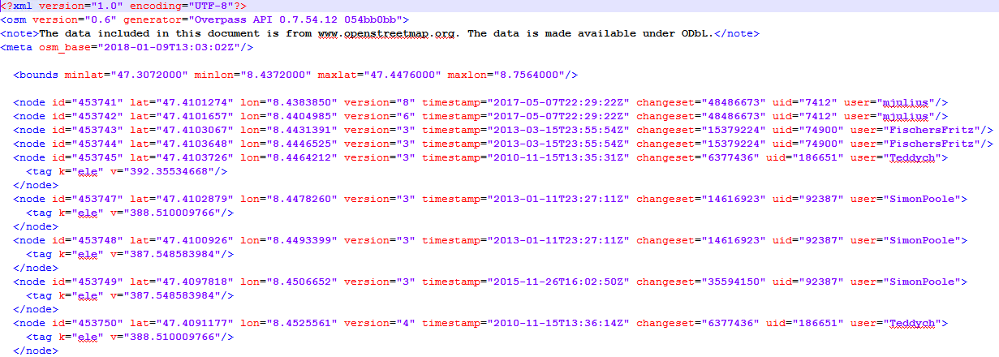 <?xml version="1.0" encoding="UTF-8"?>
<osm version="0.6" generator="Overpass API 0.7.54.12 054bb0bb">
<note>The data included in this document is from www.openstreetmap.org. The data is made available under ODbL.</note>
<meta osm_base="2018-01-09T13:03:02Z"/>
<bounds minlat="47.3072000" minlon="8.4372000" maxlat="47.4476000" maxlon="8.7564000"/>
<node id="453741" lat="47.4101274" lon="8.4383850" version="8" timestamp="2017-05-07T22:29:22Z" changeset="48486673" uid="7412" user="mjulius"/>
<node id="453742" lat="47.4101657" lon="8.4404985" version="6" timestamp="2017-05-07T22:29:22Z" changeset="48486673" uid="7412" user="mjulius"/>
<node id="453743" lat="47.4103067" lon="8.4431391" version="3" timestamp="2013-03-15T23:55:54Z" changeset="15379224" uid="74900" user="FischersFritz"/>
<node id="453744" lat="47.4103648" lon="8.4446525" version="3" timestamp="2013-03-15T23:55:54Z" changeset="15379224" uid="74900" user="FischersFritz"/>
<node id="453745" lat="47.4103726" lon="8.4464212" version="3" timestamp="2010-11-15T13:35:31Z" changeset="6377436" uid="186651" user="Teddych">
<tag k="ele" v="392.35534668"/>
</node>
<node id="453747" lat="47.4102879" lon="8.4478260" version="3" timestamp="2013-01-11T23:27:11Z" changeset="14616923" uid="92387" user="SimonPoole">
<tag k="ele" v="388.510009766"/>
</node>
<node id="453748" lat="47.4100926" lon="8.4493399" version="3" timestamp="2013-01-11T23:27:11Z" changeset="14616923" uid="92387" user="SimonPoole">
<tag k="ele" v="387.548583984"/>
</node>
<node id="453749" lat="47.4097818" lon="8.4506652" version="3" timestamp="2015-11-26T16:02:50Z" changeset="35594150" uid="92387" user="SimonPoole">
<tag k="ele" v="387.548583984"/>
</node>
<node id="453750" lat="47.4091177" lon="8.4525561" version="4" timestamp="2010-11-15T13:36:14Z" changeset="6377436" uid="186651" user="Teddych">
<tag k="ele" v="388.510009766"/>
</node>